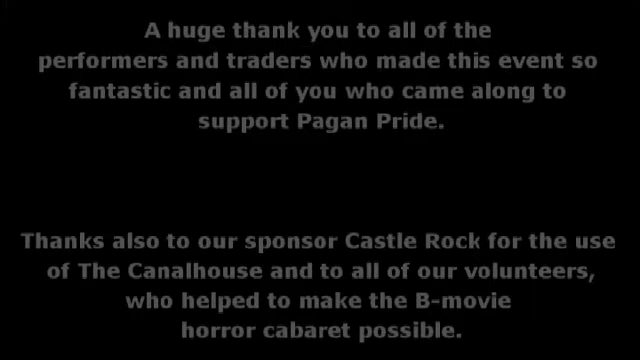 A huge thank you to all of the
performers and traders who made this event so
fantastic and all of you who came along to
support Pagan Pride.
Thanks also to our sponsor Castle Rock for the use
of The Canalhouse and to all of our volunteers,
who helped to make the B-movie
horror cabaret possible.